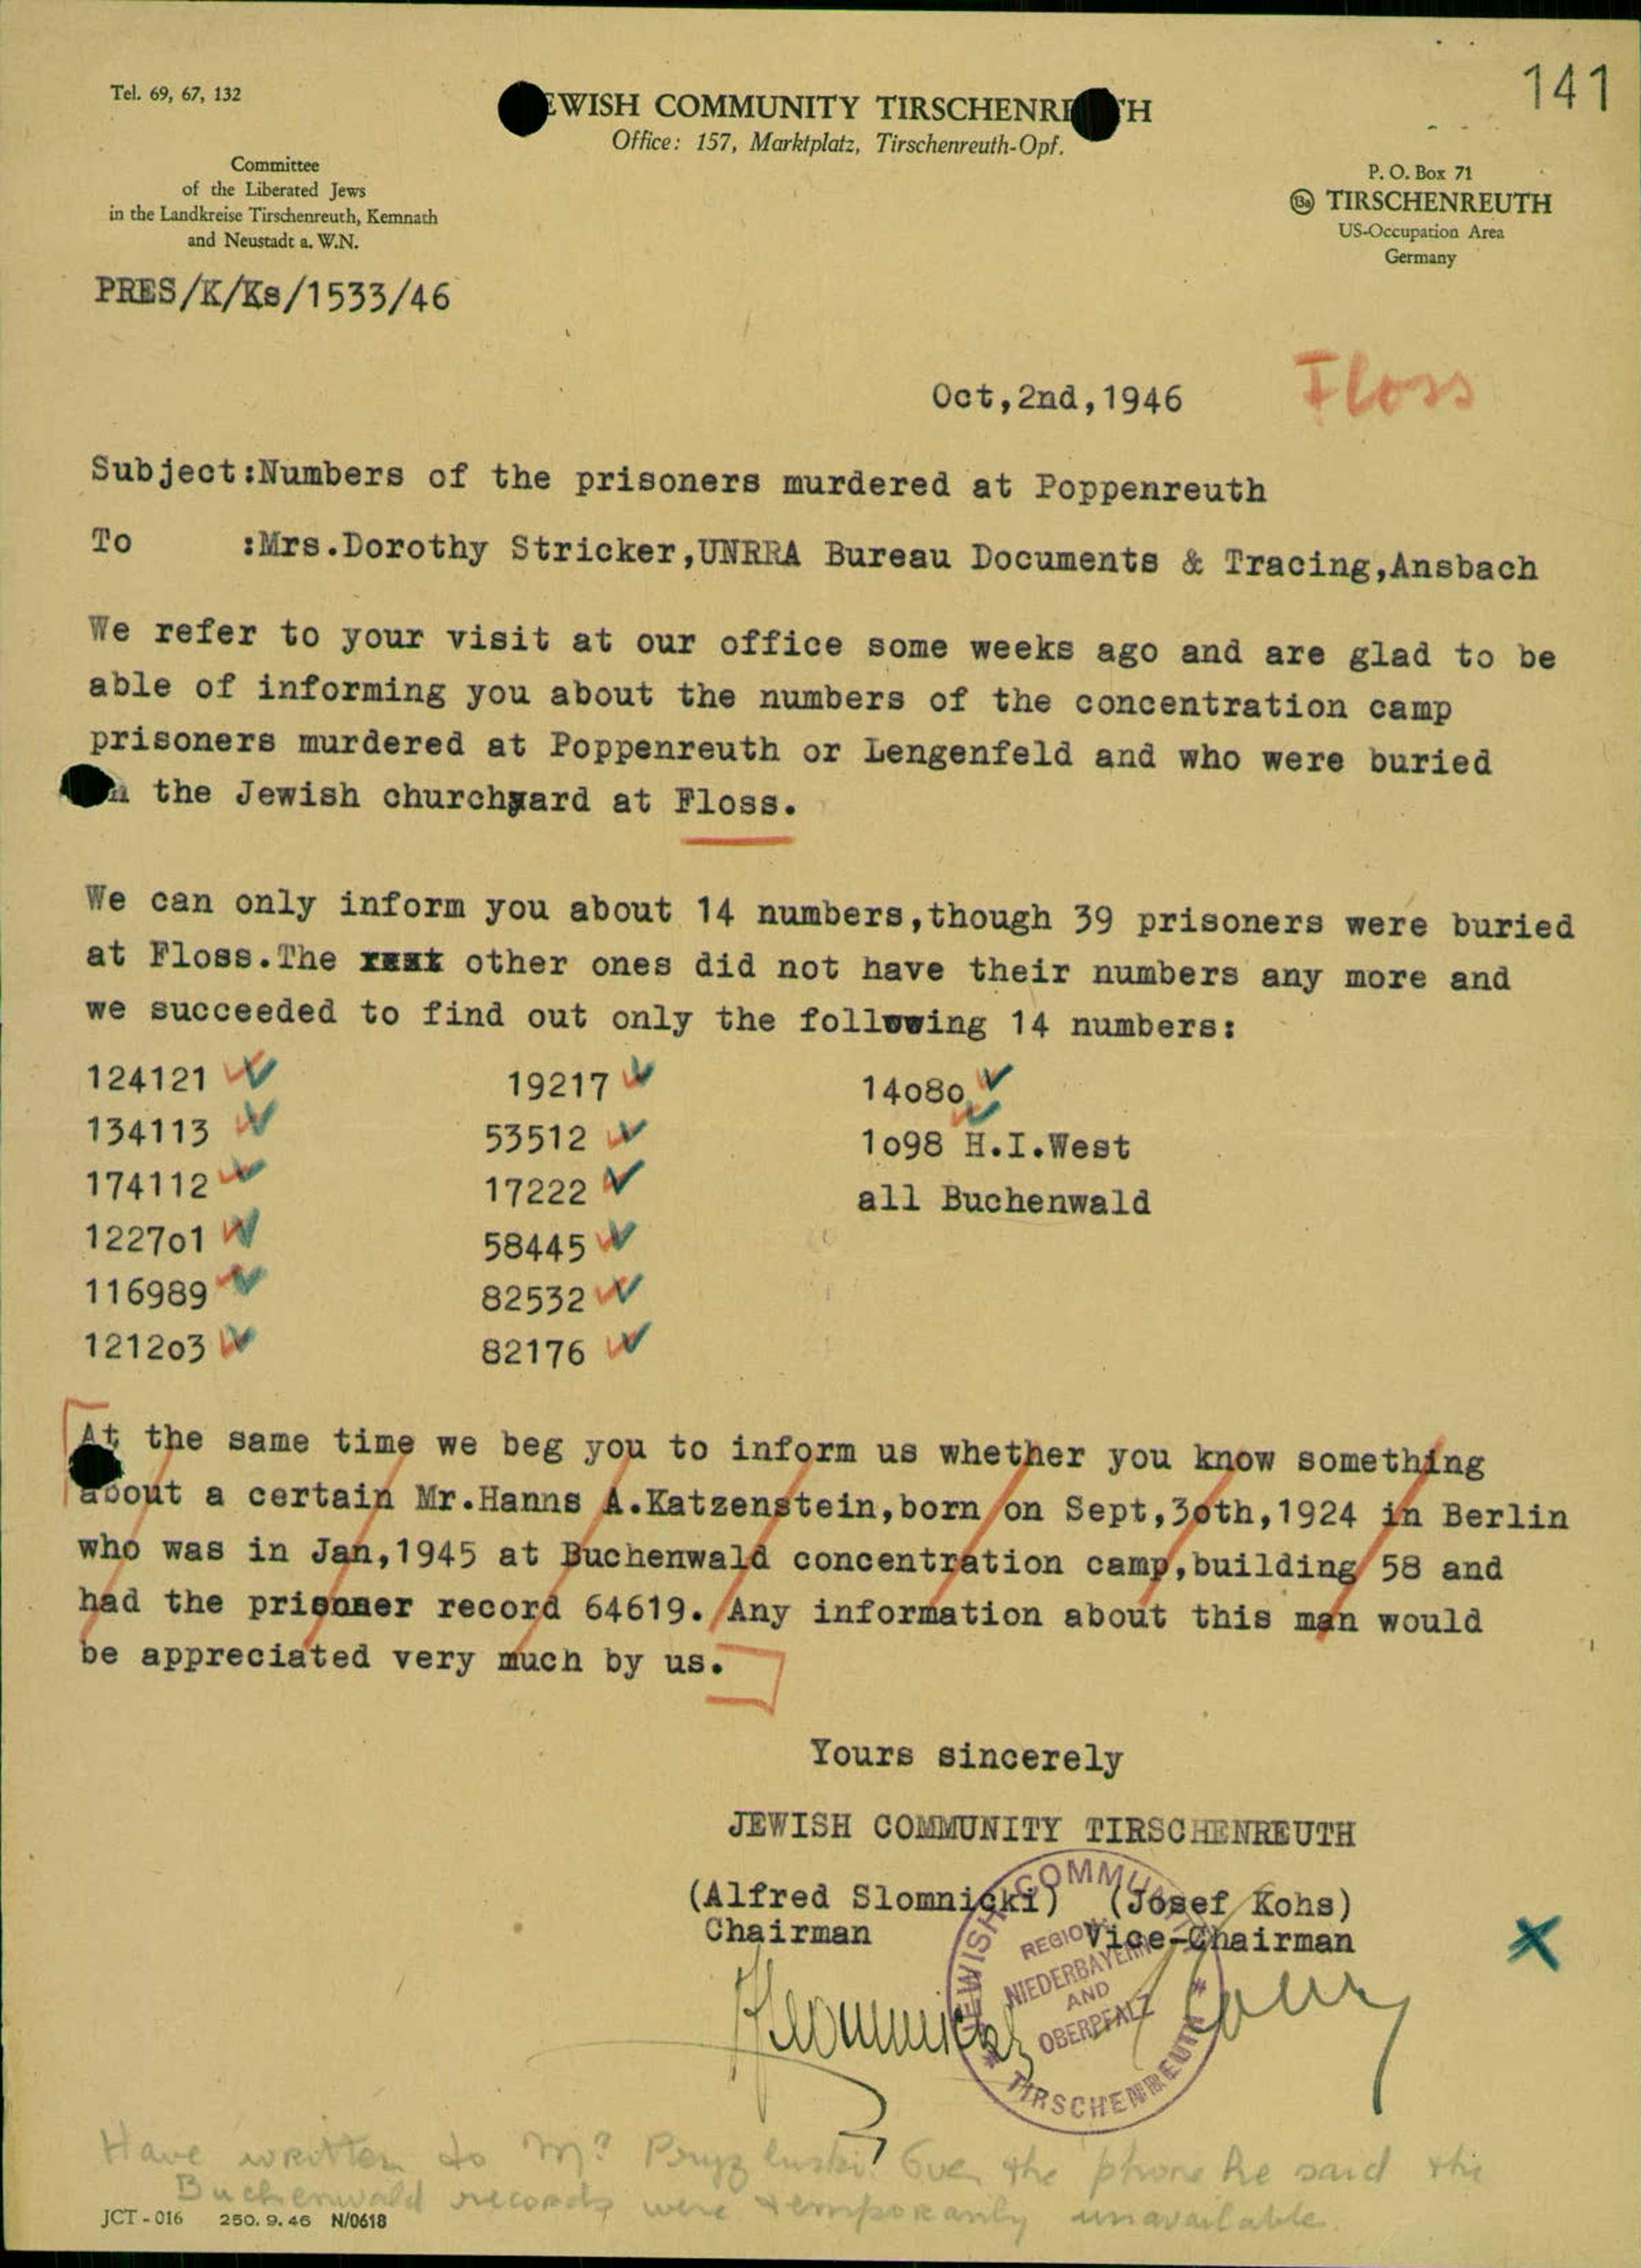 141
Tel. 69, 67, 132
EWISH COMMUNITY TIRSCHENRE TH
Office: 157, Marktplatz, Tirschenreuth-Opf.
Committee
of the Liberated Jews
in the Landkreise Tirschenreuth, Kemnath
and Neustadt a. W.N.
P. O. Box 71
13a TIRSCHENREUTH
US-Occupation Area
Germany
PRES/K/Ks/1533/46
Oct,2nd,1946
Floss
Subject:Numbers of the prisoners murdered at Poppenreuth
To :Mrs.Dorothy Stricker,UNRRA Bureau Documents & Tracing,Ansbach
We refer to your visit at our office some weeks ago and are glad to be
able of informing you about the numbers of the concentration camp
prisoners murdered at Poppenreuth or Lengenfeld and who were buried
n the Jewish churchyard at Floss.
We can only inform you about 14 numbers,though 39 prisoners were buried
at Floss.The other ones did not have their numbers any more and
we succeeded to find out only the following 14 numbers:
124121 19217 14080
134113 53512 1098 H.I.West
174112 17222 all Buchenwald
122701 58445
116989 82532
121203 82176
At the same time we beg you to inform us whether you know something
about a certain Mr.Hanns A.Katzenstein,born on Sept,30th,1924 in Berlin
who was in Jan,1945 at Buchenwald concentration camp,building 58 and
had the prisoner record 64619. Any information about this man would
be appreciated very much by us.
Yours sincerely
JEWISH COMMUNITY TIRSCHENREUTH
(Alfred Slomnicki) (Josef Kohs)
Chairman Vice-Chairman
JEWISH COMMUNITY
REGION
NIEDERBAYERN
AND
OBERPFALZ
* TIRSCHENREUTH *
Have written to Mr Over the phone he said the
Buchenwald records were temporarily unavailable.
JCT-016 250.9.46 N/0618